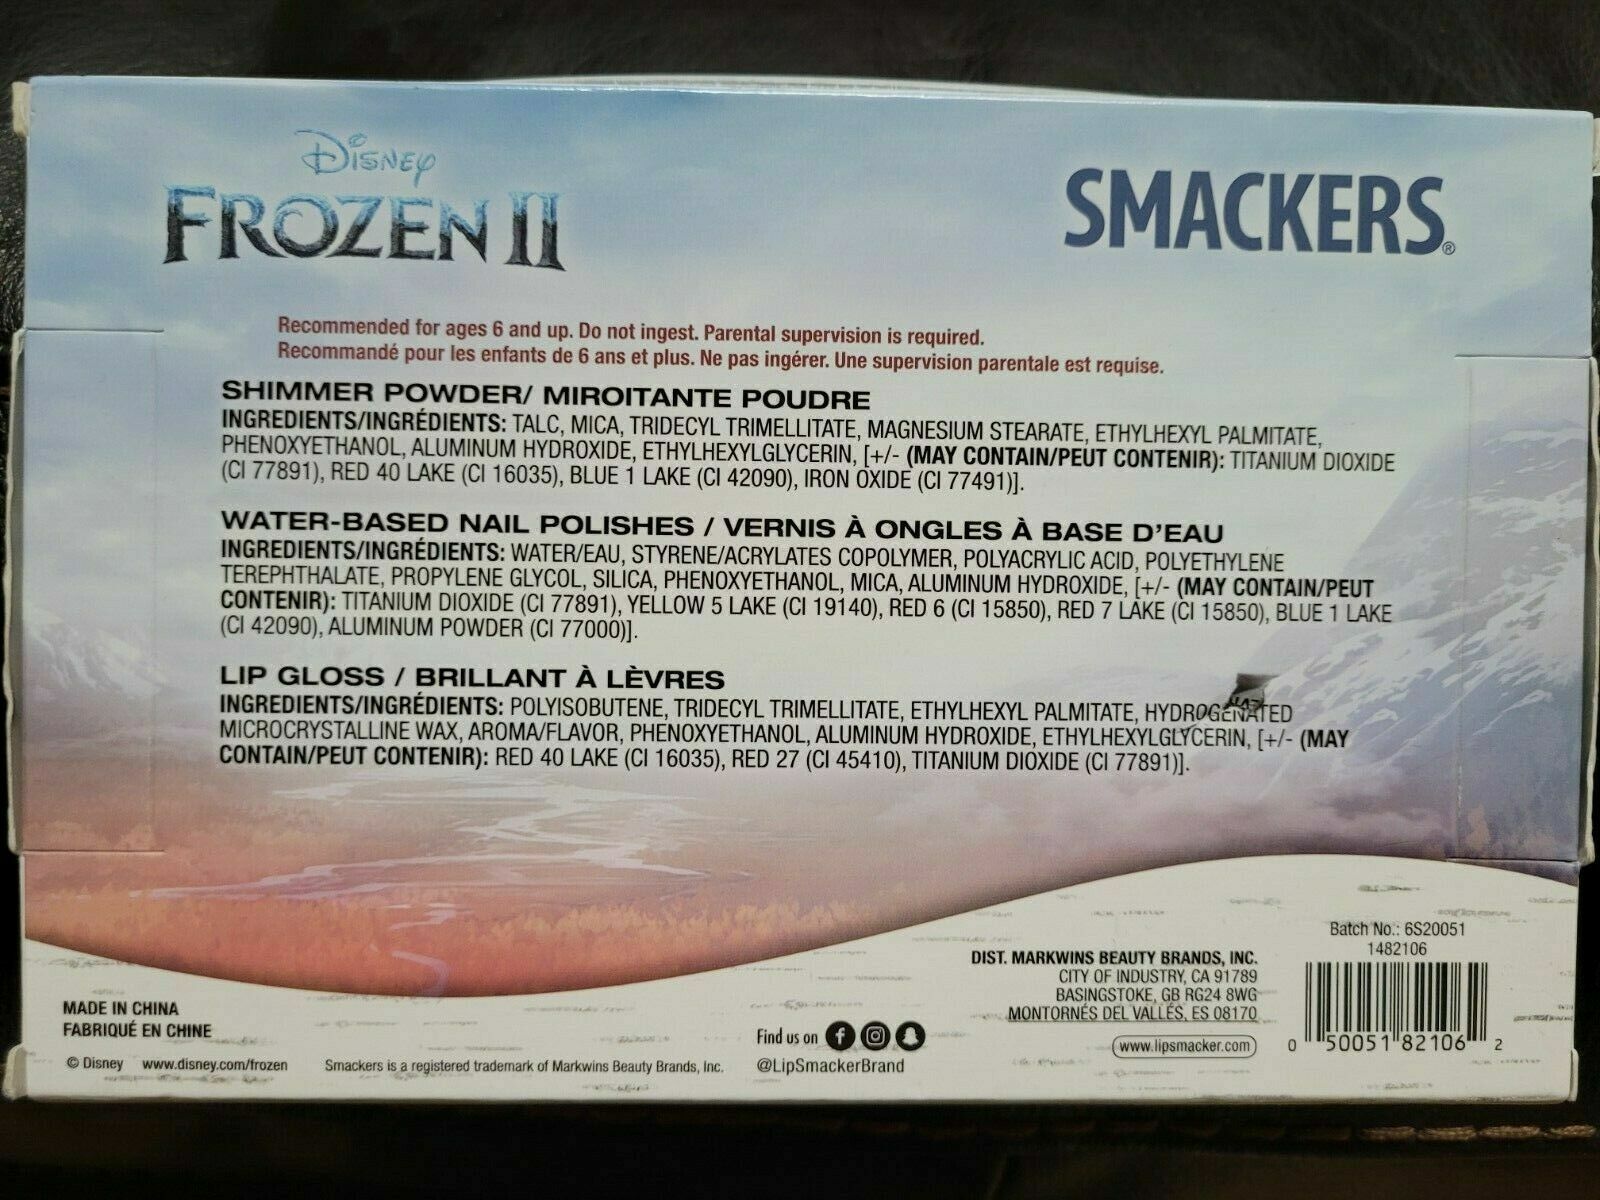 Disney
FROZEN II
SMACKERS®
Recommended for ages 6 and up. Do not ingest. Parental supervision is required.
Recommandé pour les enfants de 6 ans et plus. Ne pas ingérer. Une supervision parentale est requise.
SHIMMER POWDER/ MIROITANTE POUDRE
INGREDIENTS/INGRÉDIENTS: TALC, MICA, TRIDECYL TRIMELLITATE, MAGNESIUM STEARATE, ETHYLHEXYL PALMITATE,
PHENOXYETHANOL, ALUMINUM HYDROXIDE, ETHYLHEXYLGLYCERIN, [+/- (MAY CONTAIN/PEUT CONTENIR): TITANIUM DIOXIDE
(CI 77891), RED 40 LAKE (CI 16035), BLUE 1 LAKE (CI 42090), IRON OXIDE (CI 77491)].
WATER-BASED NAIL POLISHES / VERNIS À ONGLES À BASE D'EAU
INGREDIENTS/INGRÉDIENTS: WATER/EAU, STYRENE/ACRYLATES COPOLYMER, POLYACRYLIC ACID, POLYETHYLENE
TEREPHTHALATE, PROPYLENE GLYCOL, SILICA, PHENOXYETHANOL, MICA, ALUMINUM HYDROXIDE, [+/- (MAY CONTAIN/PEUT
CONTENIR): TITANIUM DIOXIDE (CI 77891), YELLOW 5 LAKE (CI 19140), RED 6 (CI 15850), RED 7 LAKE (CI 15850), BLUE 1 LAKE
(CI 42090), ALUMINUM POWDER (CI 77000)].
LIP GLOSS / BRILLANT À LÈVRES
INGREDIENTS/INGRÉDIENTS: POLYISOBUTENE, TRIDECYL TRIMELLITATE, ETHYLHEXYL PALMITATE, HYDROGENATED
MICROCRYSTALLINE WAX, AROMA/FLAVOR, PHENOXYETHANOL, ALUMINUM HYDROXIDE, ETHYLHEXYLGLYCERIN, [+/- (MAY
CONTAIN/PEUT CONTENIR): RED 40 LAKE (CI 16035), RED 27 (CI 45410), TITANIUM DIOXIDE (CI 77891)].
MADE IN CHINA
FABRIQUÉ EN CHINE
© Disney www.disney.com/frozen
Smackers is a registered trademark of Markwins Beauty Brands, Inc.
Find us on
@LipSmackerBrand
DIST. MARKWINS BEAUTY BRANDS, INC.
CITY OF INDUSTRY, CA 91789
BASINGSTOKE, GB RG24 8WG
MONTORNÉS DEL VALLÉS, ES 08170
www.lipsmacker.com
Batch No.: 6S20051
1482106
0 50051 82106 2